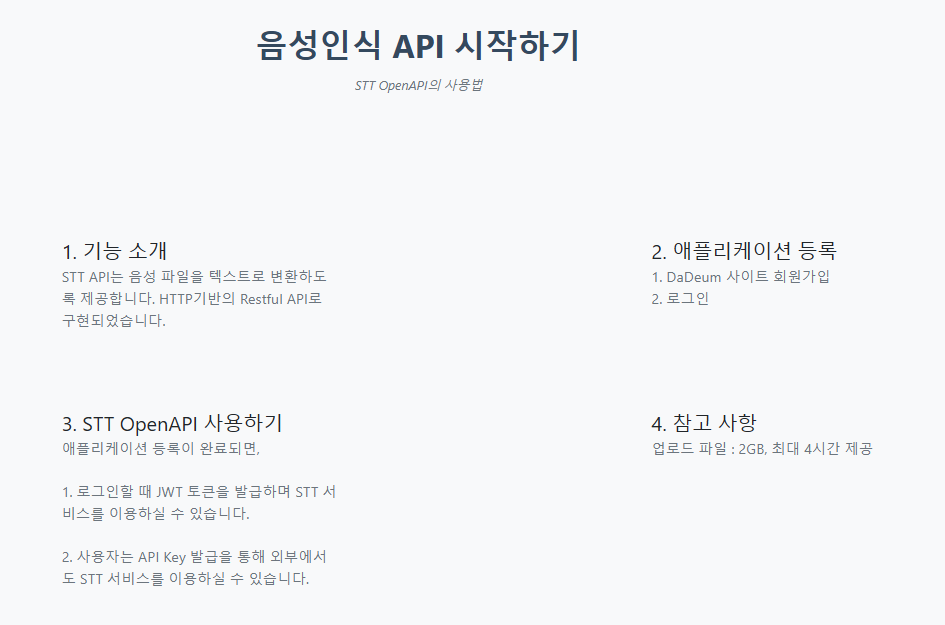 음성인식 API 시작하기
STT OpenAPI의 사용법
1. 기능 소개
STT API는 음성 파일을 텍스트로 변환하도
록 제공합니다. HTTP기반의 Restful API로
구현되었습니다.
2. 애플리케이션 등록
1. DaDeum 사이트 회원가입
2. 로그인
3. STT OpenAPI 사용하기
애플리케이션 등록이 완료되면,
1. 로그인할 때 JWT 토큰을 발급하며 STT 서
비스를 이용하실 수 있습니다.
2. 사용자는 API Key 발급을 통해 외부에서
도 STT 서비스를 이용하실 수 있습니다.
4. 참고 사항
업로드 파일 : 2GB, 최대 4시간 제공